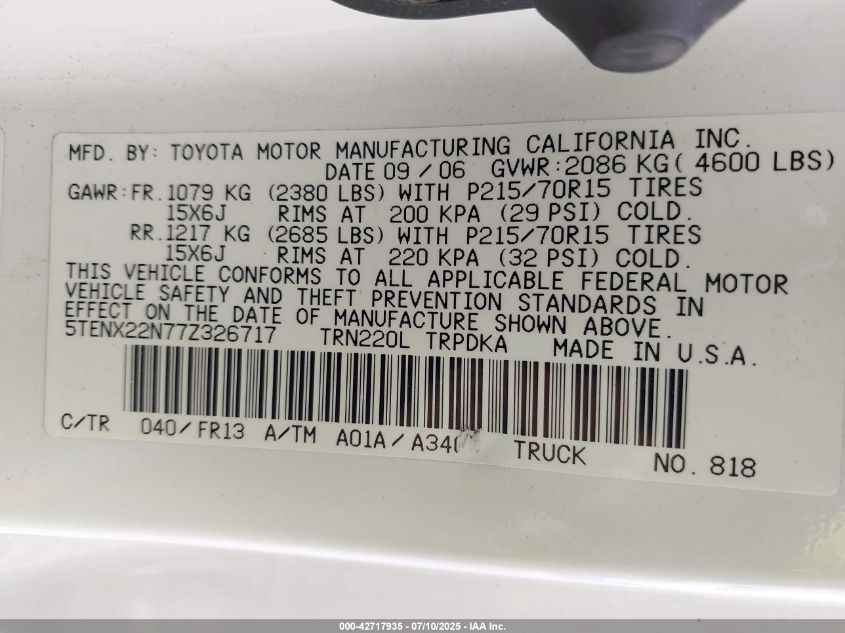 MFD. BY: TOYOTA MOTOR MANUFACTURING CALIFORNIA INC.
DATE 09/06 GVWR:2086 KG( 4600 LBS)
GAWR:FR.1079 KG (2380 LBS) WITH P215/70R15 TIRES
15X6J RIMS AT 200 KPA (29 PSI) COLD.
RR.1217 KG (2685 LBS) WITH P215/70R15 TIRES
15X6J RIMS AT 220 KPA (32 PSI) COLD.
THIS VEHICLE CONFORMS TO ALL APPLICABLE FEDERAL MOTOR
VEHICLE SAFETY AND THEFT PREVENTION STANDARDS IN
EFFECT ON THE DATE OF MANUFACTURE SHOWN ABOVE.
5TENX22N77Z326717 TRN220L TRPDKA MADE IN U.S.A.
C/TR 040/FR13 A/TM A01A/ TRUCK NO. 818
000-42717935 - 07/10/2025 - IAA Inc.